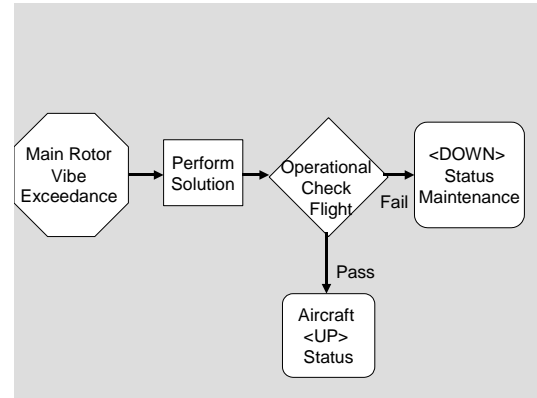 Main Rotor
Vibe
Exceedance
Perform
Solution
Operational
Check
Flight
Fail
<DOWN>
Status
Maintenance
Pass
Aircraft
<UP>
Status